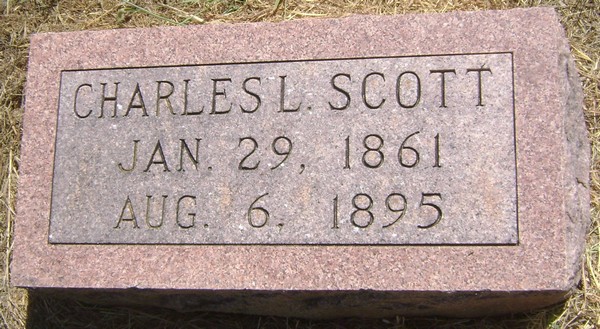 CHARLES L. SCOTT
JAN. 29, 1861
AUG. 6, 1895